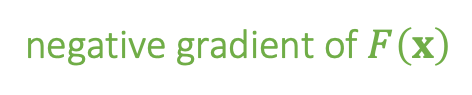 negative gradient of F(x)